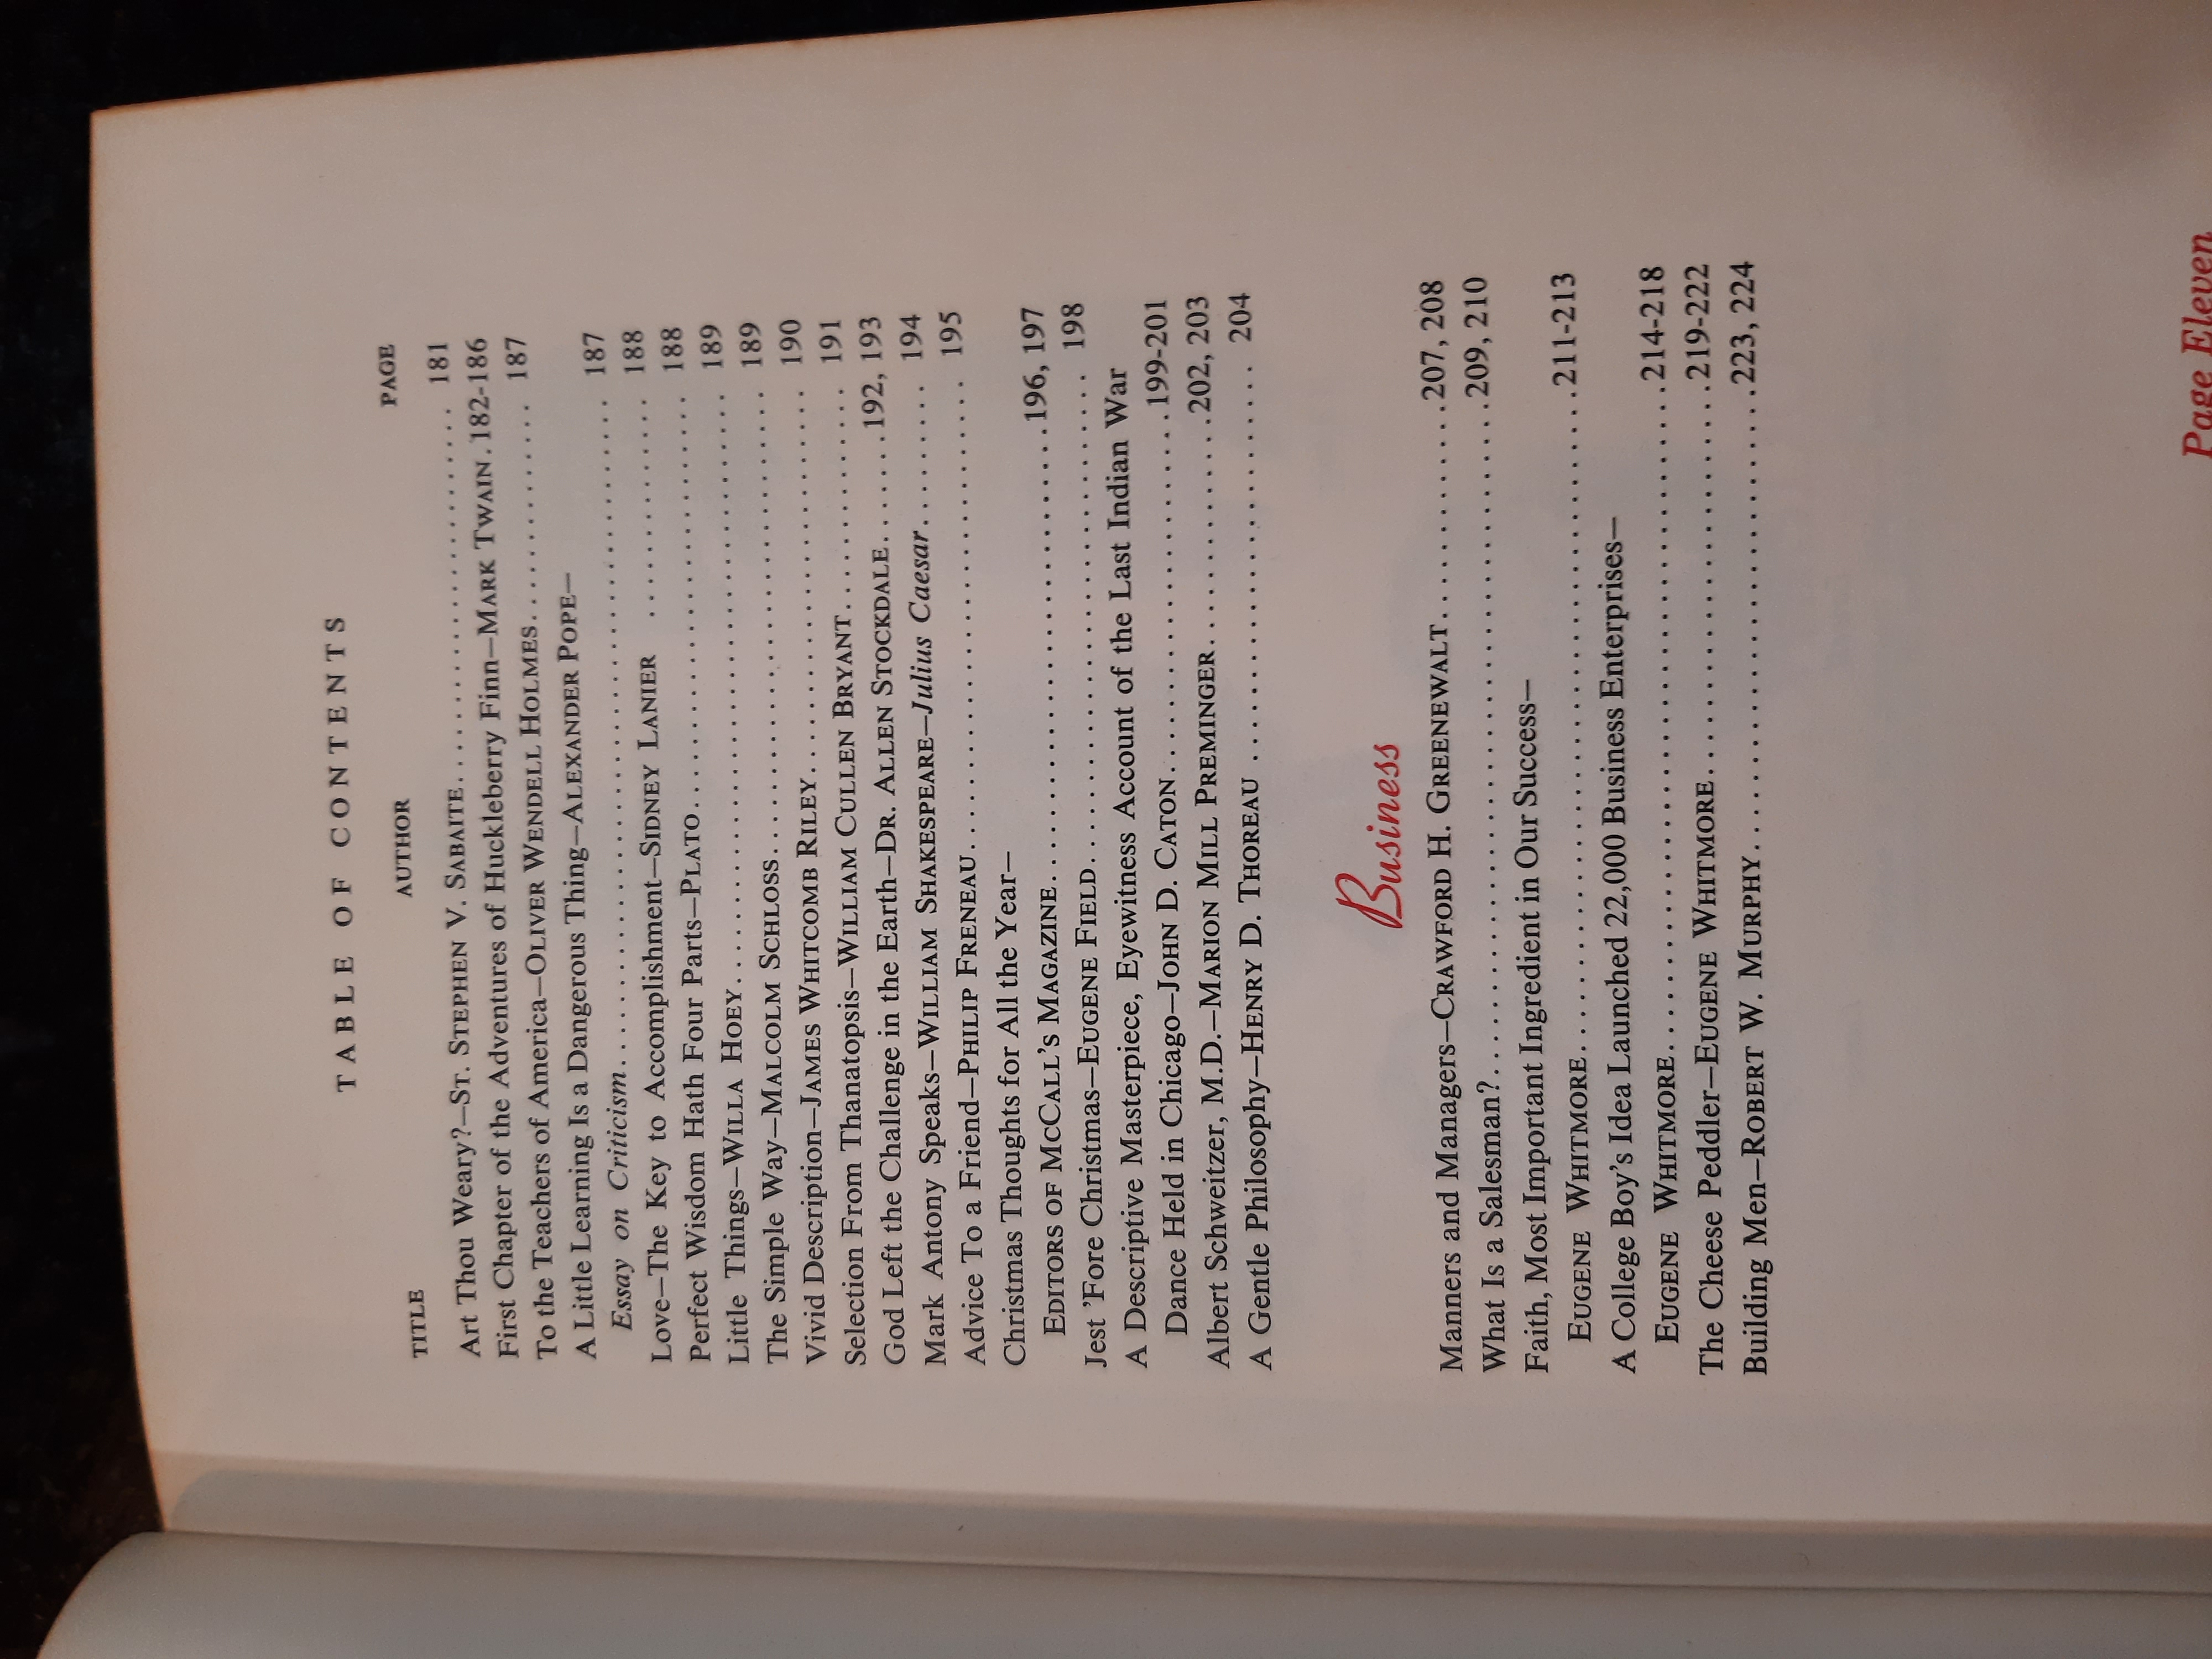 TABLE OF CONTENTS
TITLE AUTHOR PAGE
Art Thou Weary?—St. Stephen V. Sabaite.......................... 181
First Chapter of the Adventures of Huckleberry Finn—Mark Twain.182-186
To the Teachers of America—Oliver Wendell Holmes................ 187
A Little Learning Is a Dangerous Thing—Alexander Pope—
Essay on Criticism.............................................. 187
Love—The Key to Accomplishment—Sidney Lanier ................ 188
Perfect Wisdom Hath Four Parts—Plato............................ 188
Little Things—Willa Hoey........................................ 189
The Simple Way—Malcolm Schloss.................................. 189
Vivid Description—James Whitcomb Riley.......................... 190
Selection From Thanatopsis—William Cullen Bryant................ 191
God Left the Challenge in the Earth—Dr. Allen Stockdale.......192, 193
Mark Antony Speaks—William Shakespeare—Julius Caesar......... 194
Advice To a Friend—Philip Freneau............................... 195
Christmas Thoughts for All the Year—
Editors of McCall's Magazine..............................196, 197
Jest 'Fore Christmas—Eugene Field............................... 198
A Descriptive Masterpiece, Eyewitness Account of the Last Indian War
Dance Held in Chicago—John D. Caton.......................199-201
Albert Schweitzer, M.D.—Marion Mill Preminger................202, 203
A Gentle Philosophy—Henry D. Thoreau ........................ 204
Business
Manners and Managers—Crawford H. Greenewalt...............207, 208
What Is a Salesman?..........................................209, 210
Faith, Most Important Ingredient in Our Success—
Eugene Whitmore...........................................211-213
A College Boy's Idea Launched 22,000 Business Enterprises—
Eugene Whitmore...........................................214-218
The Cheese Peddler—Eugene Whitmore.........................219-222
Building Men—Robert W. Murphy..............................223, 224
Page Eleven